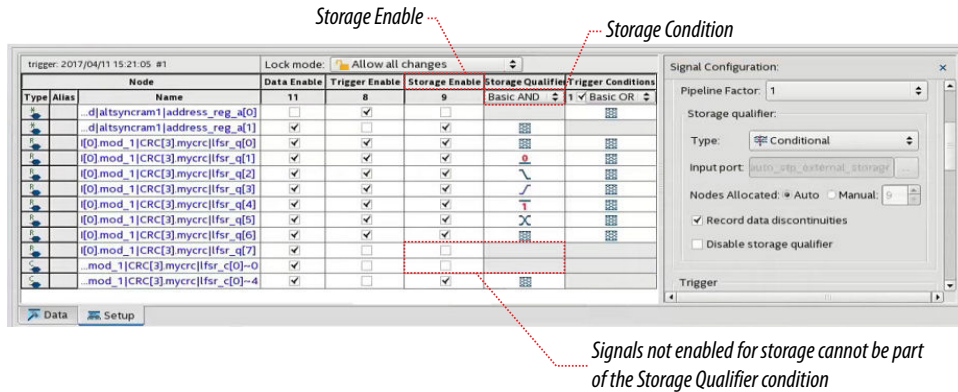 Storage Enable
Storage Condition
trigger: 2017/04/11 15:21:05 #1 Lock mode: Allow all changes
Node Data Enable Trigger Enable Storage Enable Storage Qualifier Trigger Conditions
Type Alias Name 11 8 9 Basic AND 1 Basic OR
...d|altsyncram1|address_reg_a[0]
...d|altsyncram1|address_reg_a[1]
l[0].mod_1|CRC[3].mycrc|lfsr_q[0]
l[0].mod_1|CRC[3].mycrc|lfsr_q[1] 0
l[0].mod_1|CRC[3].mycrc|lfsr_q[2]
l[0].mod_1|CRC[3].mycrc|lfsr_q[3]
l[0].mod_1|CRC[3].mycrc|lfsr_q[4] 1
l[0].mod_1|CRC[3].mycrc|lfsr_q[5]
l[0].mod_1|CRC[3].mycrc|lfsr_q[6]
l[0].mod_1|CRC[3].mycrc|lfsr_q[7]
...mod_1|CRC[3].mycrc|lfsr_c[0]~0
...mod_1|CRC[3].mycrc|lfsr_c[0]~4
Data Setup
Signal Configuration:
Pipeline Factor: 1
Storage qualifier:
Type: Conditional
Input port: auto_stp_external_storage ...
Nodes Allocated: Auto Manual: 9
Record data discontinuities
Disable storage qualifier
Trigger
Signals not enabled for storage cannot be part
of the Storage Qualifier condition